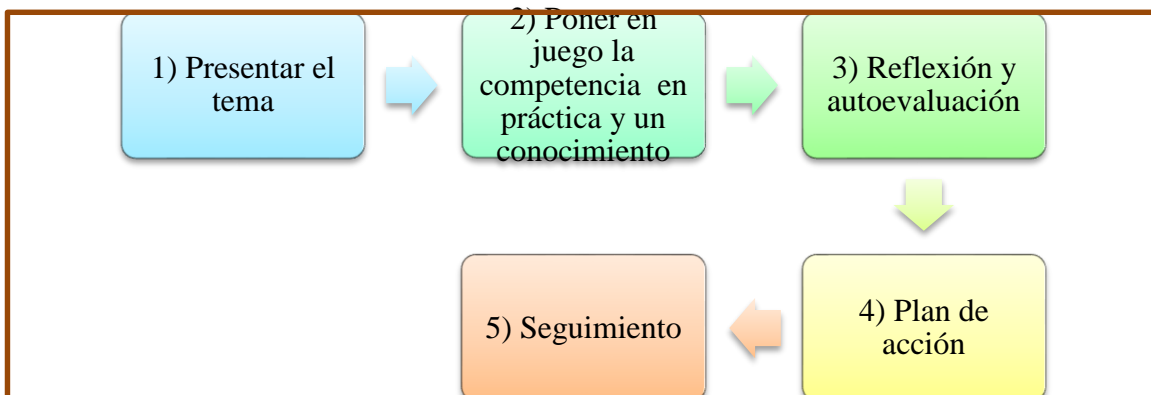 1) Presentar el
tema
2) Poner en
juego la
competencia en
práctica y un
conocimiento
3) Reflexión y
autoevaluación
4) Plan de
acción
5) Seguimiento